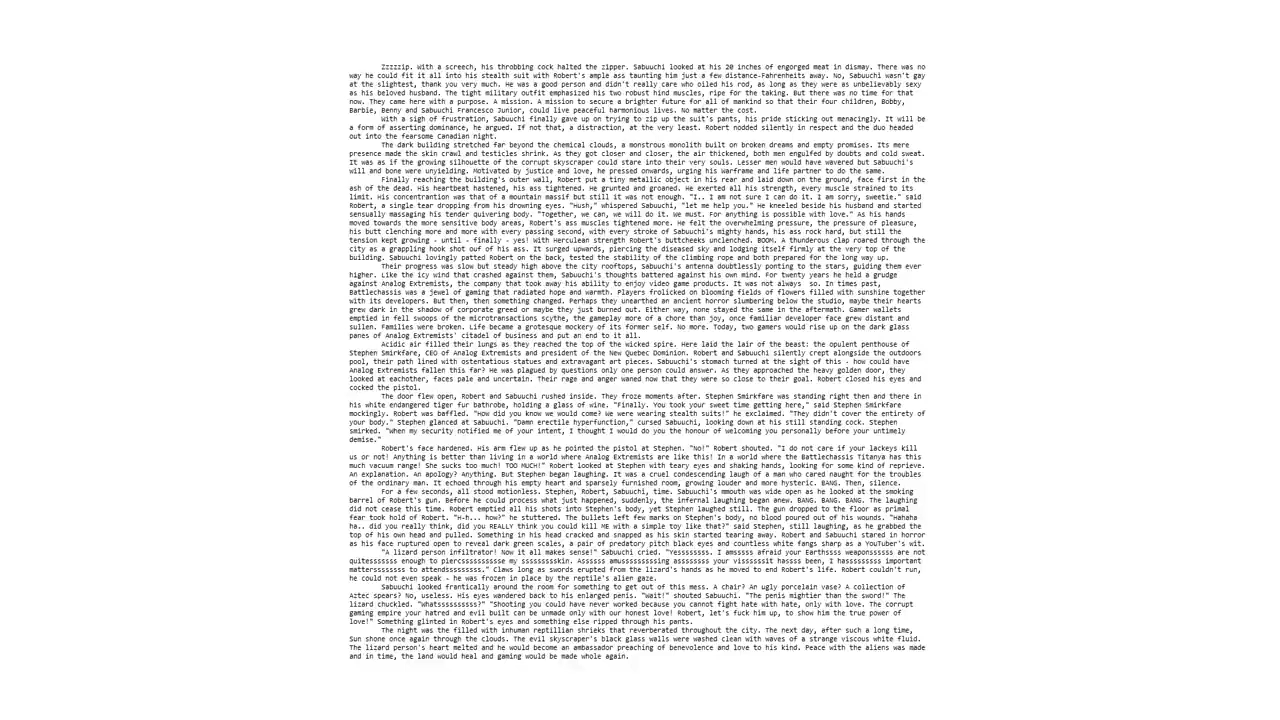 Zzzzzip. With a screech, his throbbing cock halted the zipper. Sabuuchi looked at his 20 inches of engorged meat in dismay. There was no
way he could fit it all into his stealth suit with Robert's ample ass taunting him just a few distance-Fahrenheits away. No, Sabuuchi wasn't gay
at the slightest, thank you very much. He was a good person and didn't really care who oiled his rod, as long as they were as unbelievably sexy
as his beloved husband. The tight military outfit emphasized his two robust hind muscles, ripe for the taking. But there was no time for that
now. They came here with a purpose. A mission. A mission to secure a brighter future for all of mankind so that their four children, Bobby,
Barbie, Benny and Sabuuchi Francesco Junior, could live peaceful harmonious lives. No matter the cost.
With a sigh of frustration, Sabuuchi finally gave up on trying to zip up the suit's pants, his pride sticking out menacingly. It will be
a form of asserting dominance, he argued. If not that, a distraction, at the very least. Robert nodded silently in respect and the duo headed
out into the fearsome Canadian night.
The dark building stretched far beyond the chemical clouds, a monstrous monolith built on broken dreams and empty promises. Its mere
presence made the skin crawl and testicles shrink. As they got closer and closer, the air thickened, both men engulfed by doubts and cold sweat.
It was as if the growing silhouette of the corrupt skyscraper could stare into their very souls. Lesser men would have wavered but Sabuuchi's
will and bone were unyielding. Motivated by justice and love, he pressed onwards, urging his Warframe and life partner to do the same.
Finally reaching the building's outer wall, Robert put a tiny metallic object in his rear and laid down on the ground, face first in the
ash of the dead. His heartbeat hastened, his ass tightened. He grunted and groaned. He exerted all his strength, every muscle strained to its
limit. His concentration was that of a mountain massif but still it was not enough. "I.. I am not sure I can do it. I am sorry, sweetie." said
Robert, a single tear dropping from his drowning eyes. "Hush," whispered Sabuuchi, "let me help you." He kneeled beside his husband and started
sensually massaging his tender quivering body. "Together, we can, we will do it. We must. For anything is possible with love." As his hands
moved towards the more sensitive body areas, Robert's ass muscles tightened more. He felt the overwhelming pressure, the pressure of pleasure,
his butt clenching more and more with every passing second, with every stroke of Sabuuchi's mighty hands, his ass rock hard, but still the
tension kept growing - until - finally - yes! With Herculean strength Robert's buttcheeks unclenched. BOOM. A thunderous clap roared through the
city as a grappling hook shot out of his ass. It surged upwards, piercing the diseased sky and lodging itself firmly at the very top of the
building. Sabuuchi lovingly patted Robert on the back, tested the stability of the climbing rope and both prepared for the long way up.
Their progress was slow but steady high above the city rooftops, Sabuuchi's antenna doubtlessly ponting to the stars, guiding them ever
higher. Like the icy wind that crashed against them, Sabuuchi's thoughts battered against his own mind. For twenty years he held a grudge
against Analog Extremists, the company that took away his ability to enjoy video game products. It was not always  so. In times past,
Battlechassis was a jewel of gaming that radiated hope and warmth. Players frolicked on blooming fields of flowers filled with sunshine together
with its developers. But then, then something changed. Perhaps they unearthed an ancient horror slumbering below the studio, maybe their hearts
grew dark in the shadow of corporate greed or maybe they just burned out. Either way, none stayed the same in the aftermath. Gamer wallets
emptied in fell swoops of the microtransactions scythe, the gameplay more of a chore than joy, once familiar developer faces grew distant and
sullen. Families were broken. Life became a grotesque mockery of its former self. No more. Today, two gamers would rise up on the dark glass
panes of Analog Extremists' citadel of business and put an end to it all.
Acidic air filled their lungs as they reached the top of the wicked spire. Here laid the lair of the beast: the opulent penthouse of
Stephen Smirkfare, CEO of Analog Extremists and president of the New Quebec Dominion. Robert and Sabuuchi silently crept alongside the outdoors
pool, their path lined with ostentatious statues and extravagant art pieces. Sabuuchi's stomach turned at the sight of this - how could have
Analog Extremists fallen this far? He was plagued by questions only one person could answer. As they approached the heavy golden door, they
looked at eachother, faces pale and uncertain. Their rage and anger waned now that they were so close to their goal. Robert closed his eyes and
cocked the pistol.
The door flew open, Robert and Sabuuchi rushed inside. They froze moments after. Stephen Smirkfare was standing right then and there in
his white endangered tiger fur bathrobe, holding a glass of wine. "Finally. You took your sweet time getting here," said Stephen Smirkfare
mockingly. Robert was baffled. "How did you know we would come? We were wearing stealth suits!" he exclaimed. "They didn't cover the entirety of
your body." Stephen glanced at Sabuuchi. "Damn erectile hyperfunction," cursed Sabuuchi, looking down at his still standing cock. Stephen
smirked. "When my security notified me of your intent, I thought I would do you the honour of welcoming you personally before your untimely
demise."
Robert's face hardened. His arm flew up as he pointed the pistol at Stephen. "No!" Robert shouted. "I do not care if your lackeys kill
us or not! Anything is better than living in a world where Analog Extremists are like this! In a world where the Battlechassis Titanya has this
much vacuum range! She sucks too much! TOO MUCH!" Robert looked at Stephen with teary eyes and shaking hands, looking for some kind of reprieve.
An explanation. An apology? Anything. But Stephen began laughing. It was a cruel condescending laugh of a man who cared naught for the troubles
of the ordinary man. It echoed through his empty heart and sparsely furnished room, growing louder and more hysteric. BANG. Then, silence.
For a few seconds, all stood motionless. Stephen, Robert, Sabuuchi, time. Sabuuchi's mmouth was wide open as he looked at the smoking
barrel of Robert's gun. Before he could process what just happened, suddenly, the infernal laughing began anew. BANG. BANG. BANG. The laughing
did not cease this time. Robert emptied all his shots into Stephen's body, yet Stephen laughed still. The gun dropped to the floor as primal
fear took hold of Robert. "H-h... how?" he stuttered. The bullets left few marks on Stephen's body, no blood poured out of his wounds. "Hahaha
ha.. did you really think, did you REALLY think you could kill ME with a simple toy like that?" said Stephen, still laughing, as he grabbed the
top of his own head and pulled. Something in his head cracked and snapped as his skin started tearing away. Robert and Sabuuchi stared in horror
as his face ruptured open to reveal dark green scales, a pair of predatory pitch black eyes and countless white fangs sharp as a YouTuber's wit.
"A lizard person infiltrator! Now it all makes sense!" Sabuuchi cried. "Yesssssss. I amssss afraid your Earthssss weaponssssss are not
quitesssssss enough to piercssssssssse my sssssssskin. Assssss amusssssssssing assssssss your vissssssit hassss been, I hassssssss important
mattersssssss to attendsssssssss." Claws long as swords erupted from the lizard's hands as he moved to end Robert's life. Robert couldn't run,
he could not even speak - he was frozen in place by the reptile's alien gaze.
Sabuuchi looked frantically around the room for something to get out of this mess. A chair? An ugly porcelain vase? A collection of
Aztec spears? No, useless. His eyes wandered back to his enlarged penis. "Wait!" shouted Sabuuchi. "The penis mightier than the sword!" The
lizard chuckled. "Whatsssssssss?" "Shooting you could have never worked because you cannot fight hate with hate, only with love. The corrupt
gaming empire your hatred and evil built can be unmade only with our honest love! Robert, let's fuck him up, to show him the true power of
love!" Something glinted in Robert's eyes and something else ripped through his pants.
The night was the filled with inhuman reptillian shrieks that reverberated throughout the city. The next day, after such a long time,
Sun shone once again through the clouds. The evil skyscraper's black glass walls were washed clean with waves of a strange viscous white fluid.
The lizard person's heart melted and he would become an ambassador preaching of benevolence and love to his kind. Peace with the aliens was made
and in time, the land would heal and gaming would be made whole again.